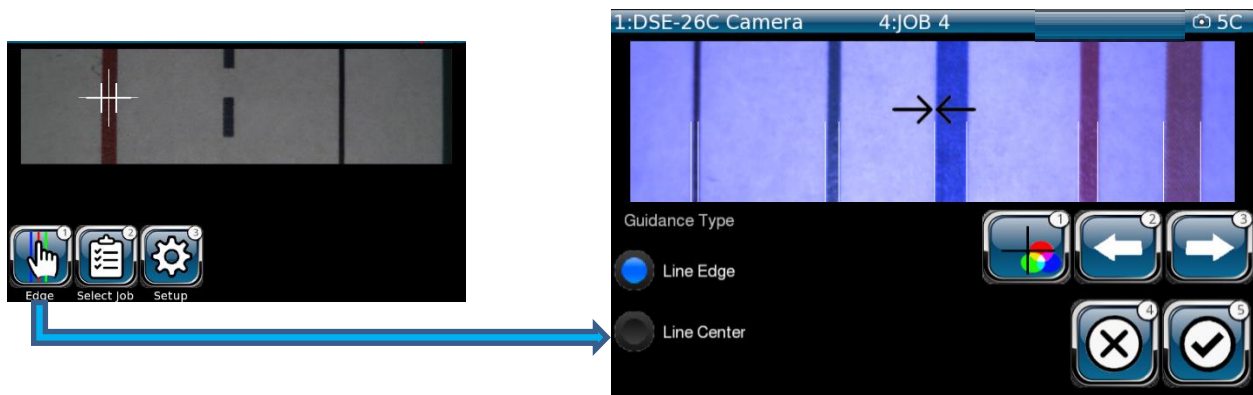 1:DSE-26C Camera 4:JOB 4 5C
1 2 3
Edge Select Job Setup
Guidance Type
1 2 3
Line Edge
4 5
Line Center